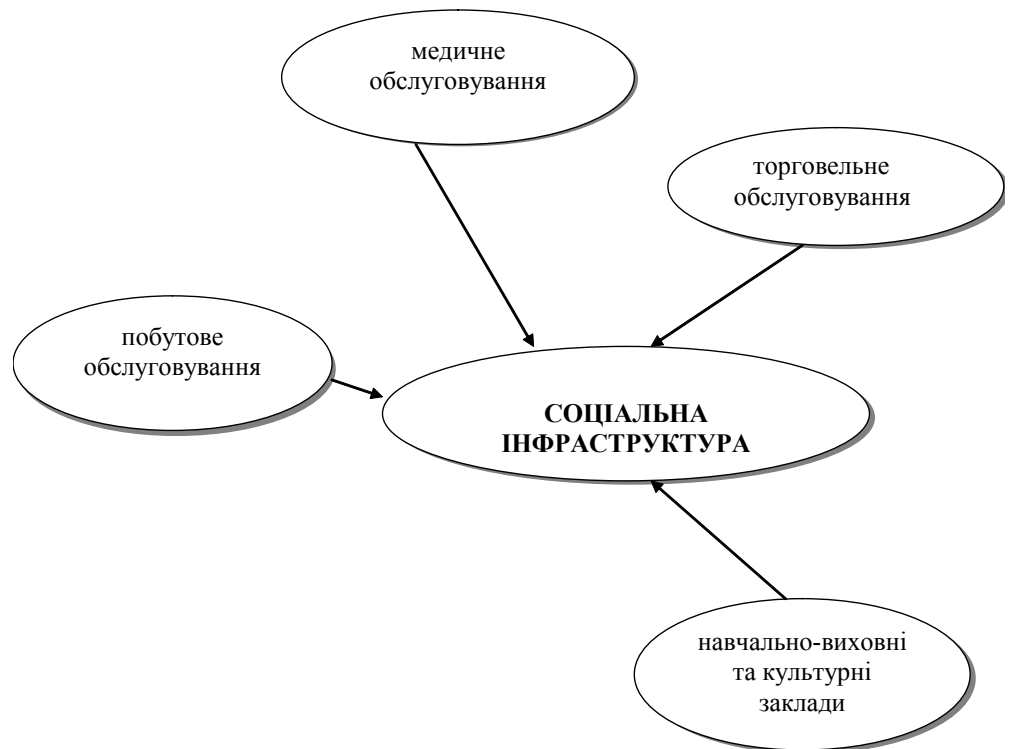 медичне
обслуговування
торговельне
обслуговування
побутове
обслуговування
СОЦІАЛЬНА
ІНФРАСТРУКТУРА
навчально-виховні
та культурні
заклади